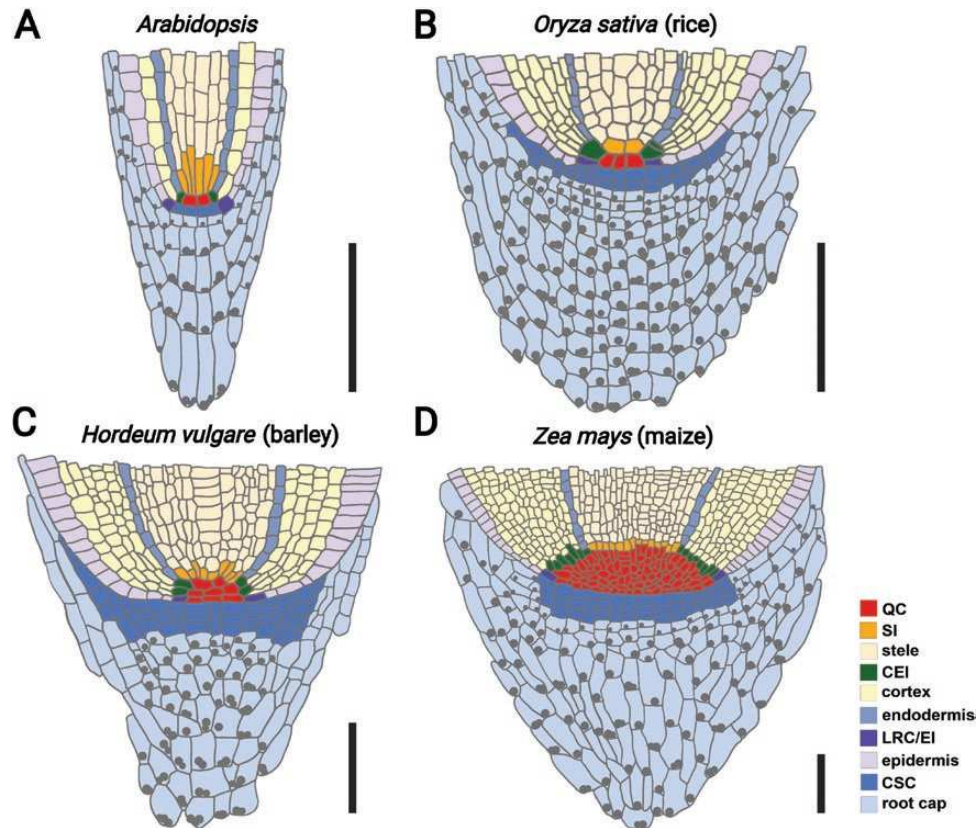 A
Arabidopsis
B
Oryza sativa (rice)
C
Hordeum vulgare (barley)
D
Zea mays (maize)
QC
SI
stele
CEI
cortex
endodermis
LRC/EI
epidermis
CSC
root cap